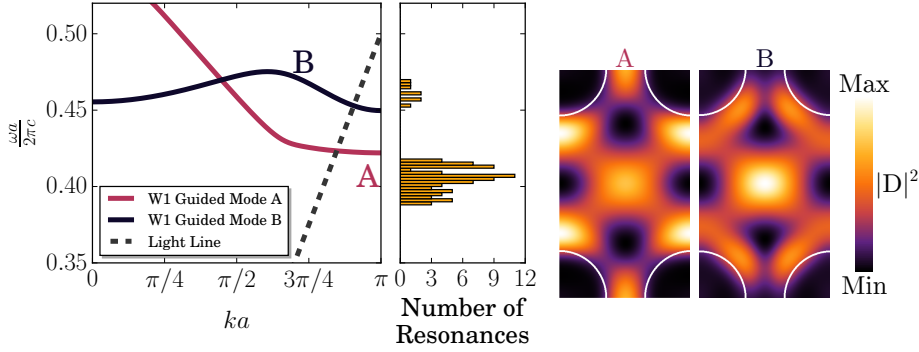 0.50
0.45
0.40
0.35
ωa
2πc
B
A
W1 Guided Mode A
W1 Guided Mode B
Light Line
0
π/4
π/2
3π/4
π
ka
0 3 6 9 12
Number of
Resonances
A
B
Max
|D|²
Min